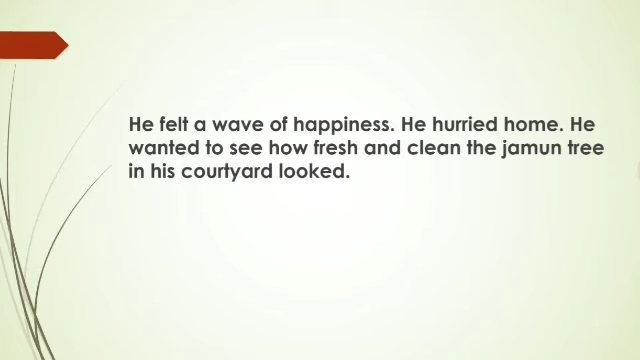 He felt a wave of happiness. He hurried home. He
wanted to see how fresh and clean the jamun tree
in his courtyard looked.